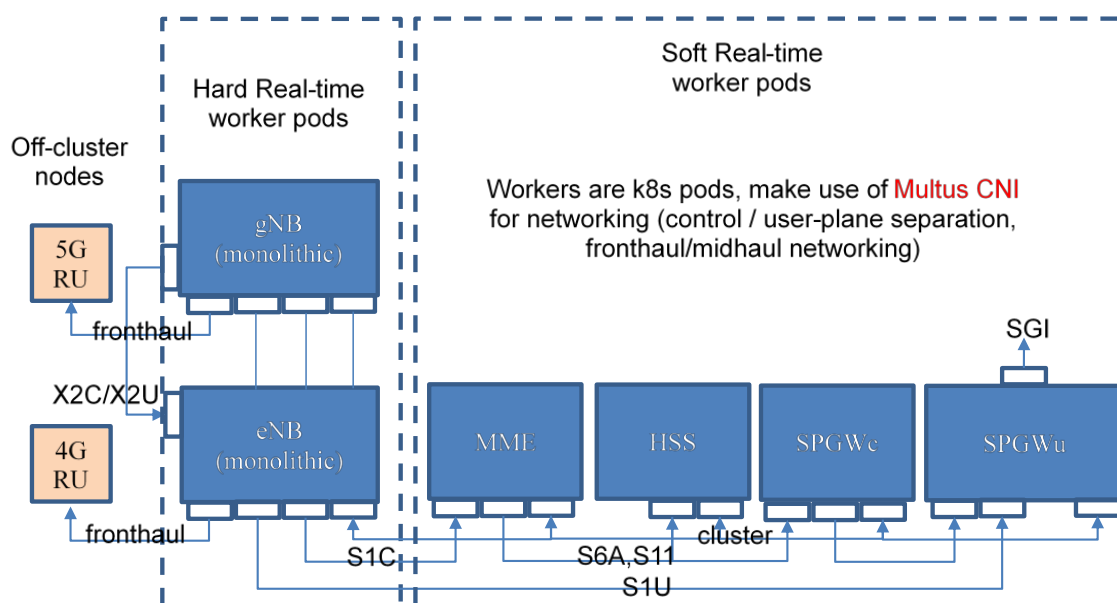 Soft Real-time
worker pods
Hard Real-time
worker pods
Off-cluster
nodes
Workers are k8s pods, make use of Multus CNI
for networking (control / user-plane separation,
fronthaul/midhaul networking)
gNB
(monolithic)
5G
RU
fronthaul
SGI
X2C/X2U
eNB
(monolithic)
4G
RU
MME
HSS
SPGWc
SPGWu
fronthaul
cluster
S1C
S6A,S11
S1U